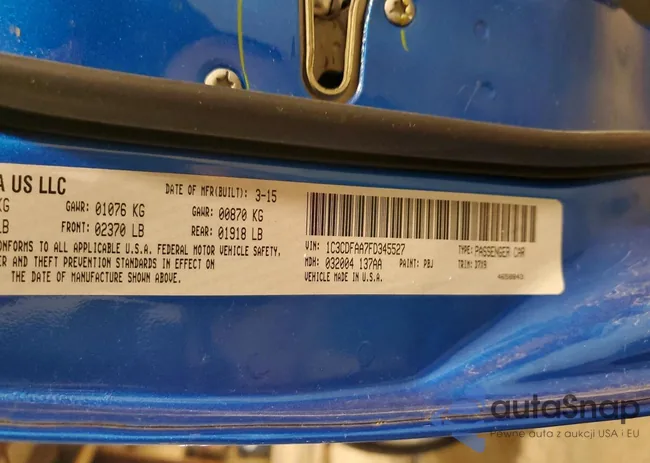 A US LLC
DATE OF MFR(BUILT): 3-15
KG GAWR: 01076 KG GAWR: 00870 KG
LB FRONT: 02370 LB REAR: 01918 LB
ONFORMS TO ALL APPLICABLE U.S.A. FEDERAL MOTOR VEHICLE SAFETY,
ER AND THEFT PREVENTION STANDARDS IN EFFECT ON
THE DATE OF MANUFACTURE SHOWN ABOVE.
VIN: 1C3CDFAA7FD345527 TYPE: PASSENGER CAR
MDH: 032004 137AA PAINT: PBJ TRIM: D7X9
VEHICLE MADE IN U.S.A.
autaSnap
Pewne auta z aukcji USA i EU